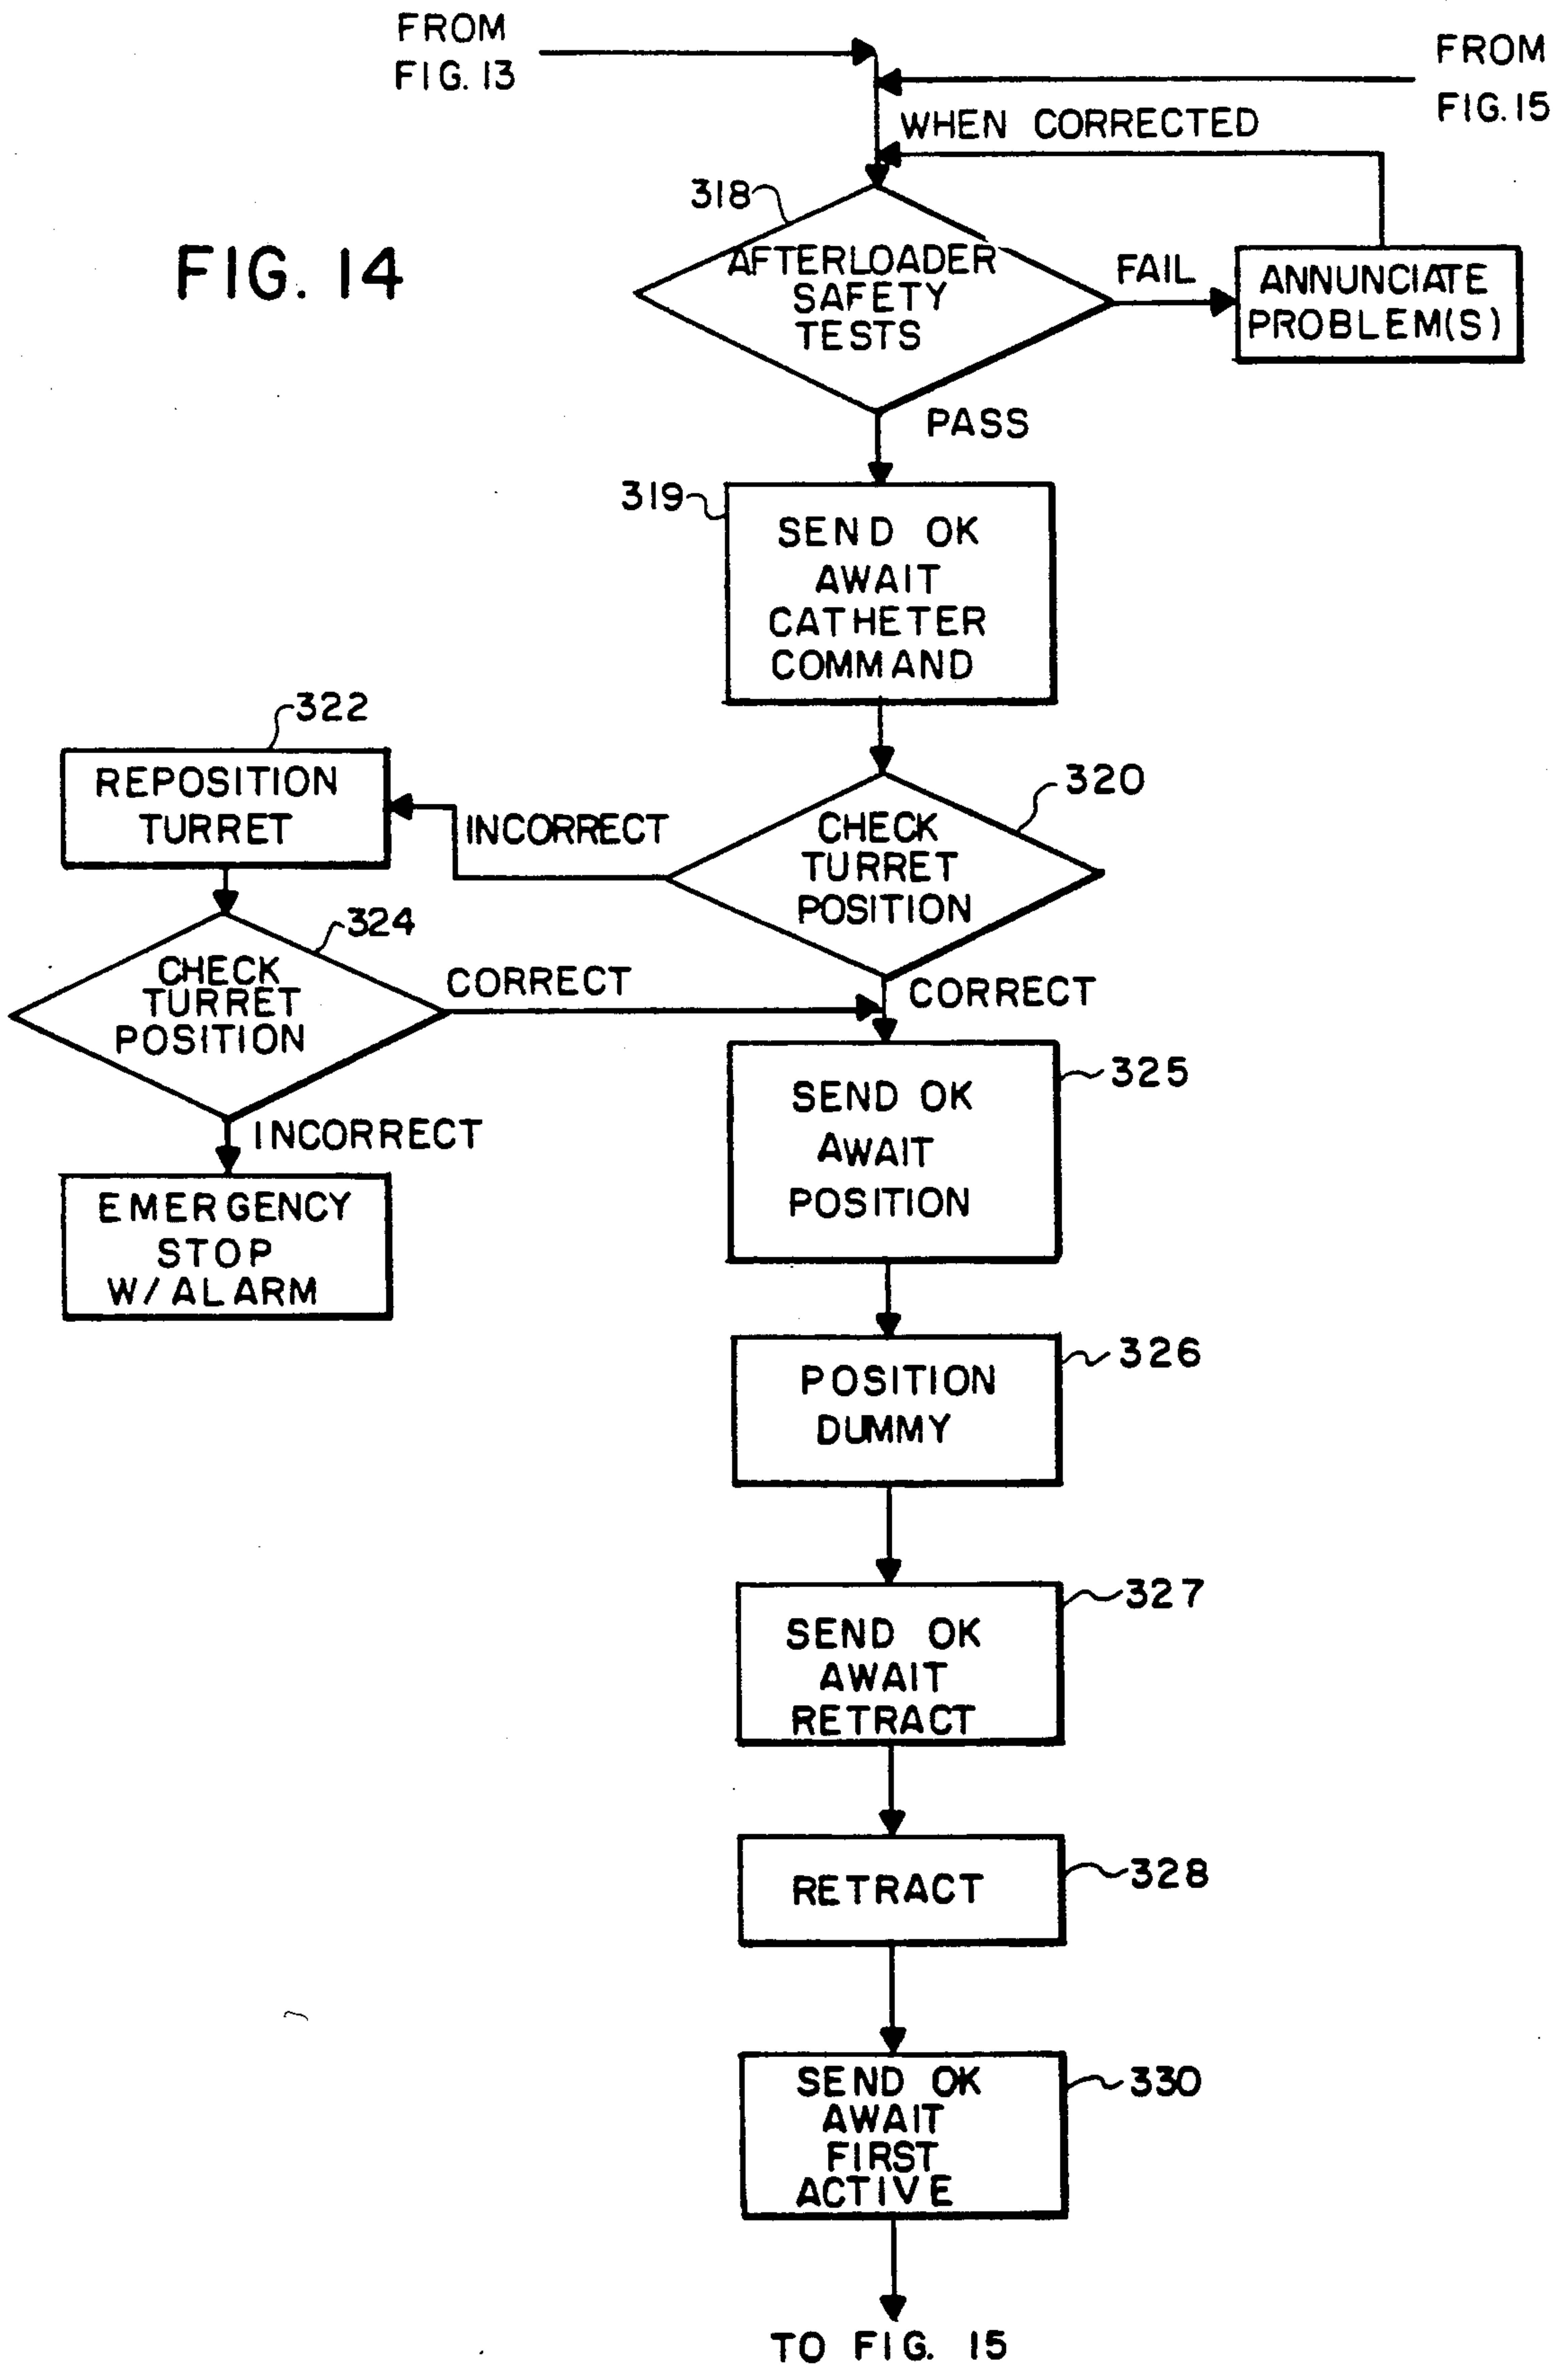 FROM
FIG. 13
FROM
FIG. 15
WHEN CORRECTED
318
FIG. 14
AFTERLOADER
SAFETY
TESTS
FAIL
ANNUNCIATE
PROBLEM(S)
PASS
319
SEND OK
AWAIT
CATHETER
COMMAND
322
REPOSITION
TURRET
INCORRECT
320
CHECK
TURRET
POSITION
324
CHECK
TURRET
POSITION
CORRECT
CORRECT
INCORRECT
EMERGENCY
STOP
W/ALARM
325
SEND OK
AWAIT
POSITION
326
POSITION
DUMMY
327
SEND OK
AWAIT
RETRACT
328
RETRACT
330
SEND OK
AWAIT
FIRST
ACTIVE
TO FIG. 15